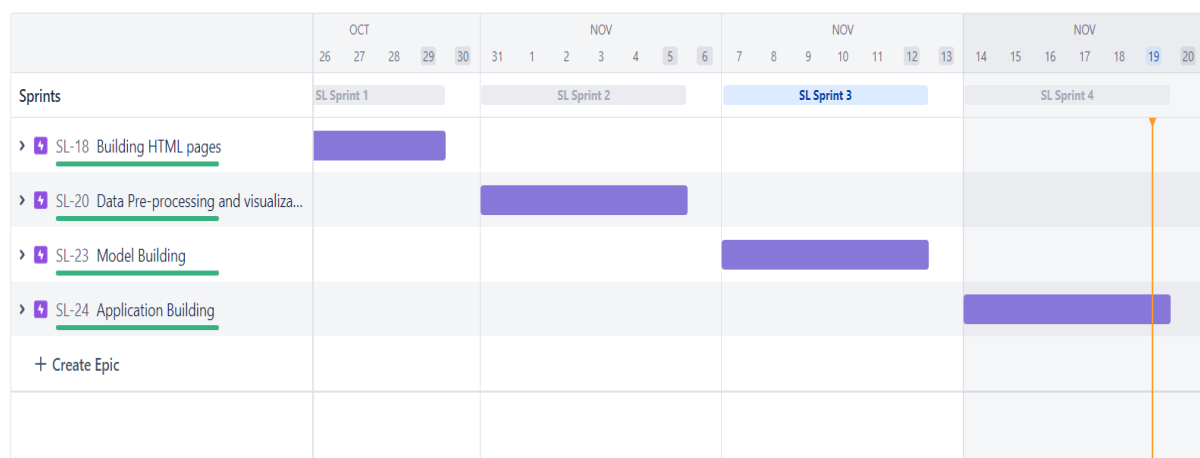 OCT NOV NOV NOV
26 27 28 29 30 31 1 2 3 4 5 6 7 8 9 10 11 12 13 14 15 16 17 18 19 20
Sprints SL Sprint 1 SL Sprint 2 SL Sprint 3 SL Sprint 4
SL-18 Building HTML pages
SL-20 Data Pre-processing and visualiza...
SL-23 Model Building
SL-24 Application Building
+ Create Epic